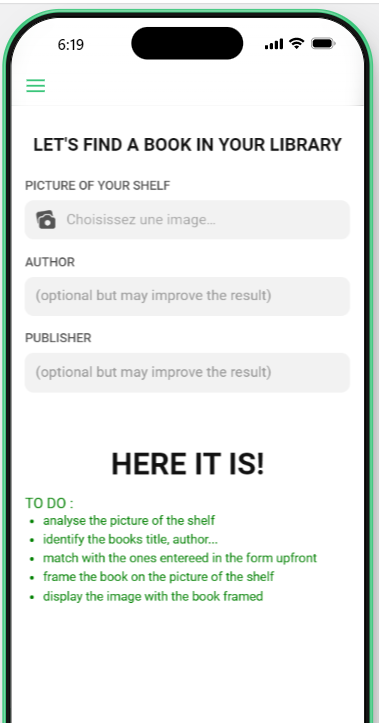 6:19
LET'S FIND A BOOK IN YOUR LIBRARY
PICTURE OF YOUR SHELF
Choisissez une image...
AUTHOR
(optional but may improve the result)
PUBLISHER
(optional but may improve the result)
HERE IT IS!
TO DO :
• analyse the picture of the shelf
• identify the books title, author...
• match with the ones entereed in the form upfront
• frame the book on the picture of the shelf
• display the image with the book framed